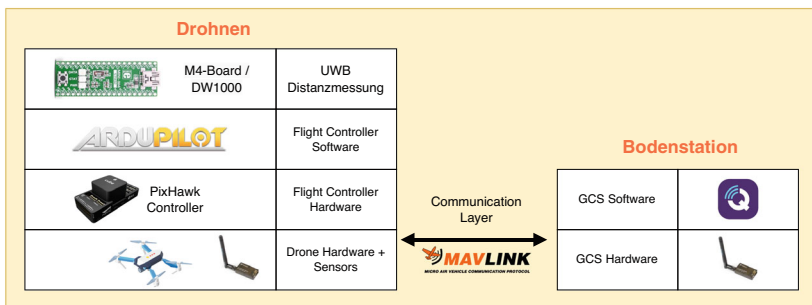 Drohnen
M4-Board /
DW1000
UWB
Distanzmessung
ARDUPILOT
Flight Controller
Software
PixHawk
Controller
Flight Controller
Hardware
Drone Hardware +
Sensors
Communication
Layer
MAVLINK
MICRO AIR VEHICLE COMMUNICATION PROTOCOL
Bodenstation
GCS Software
Q
GCS Hardware